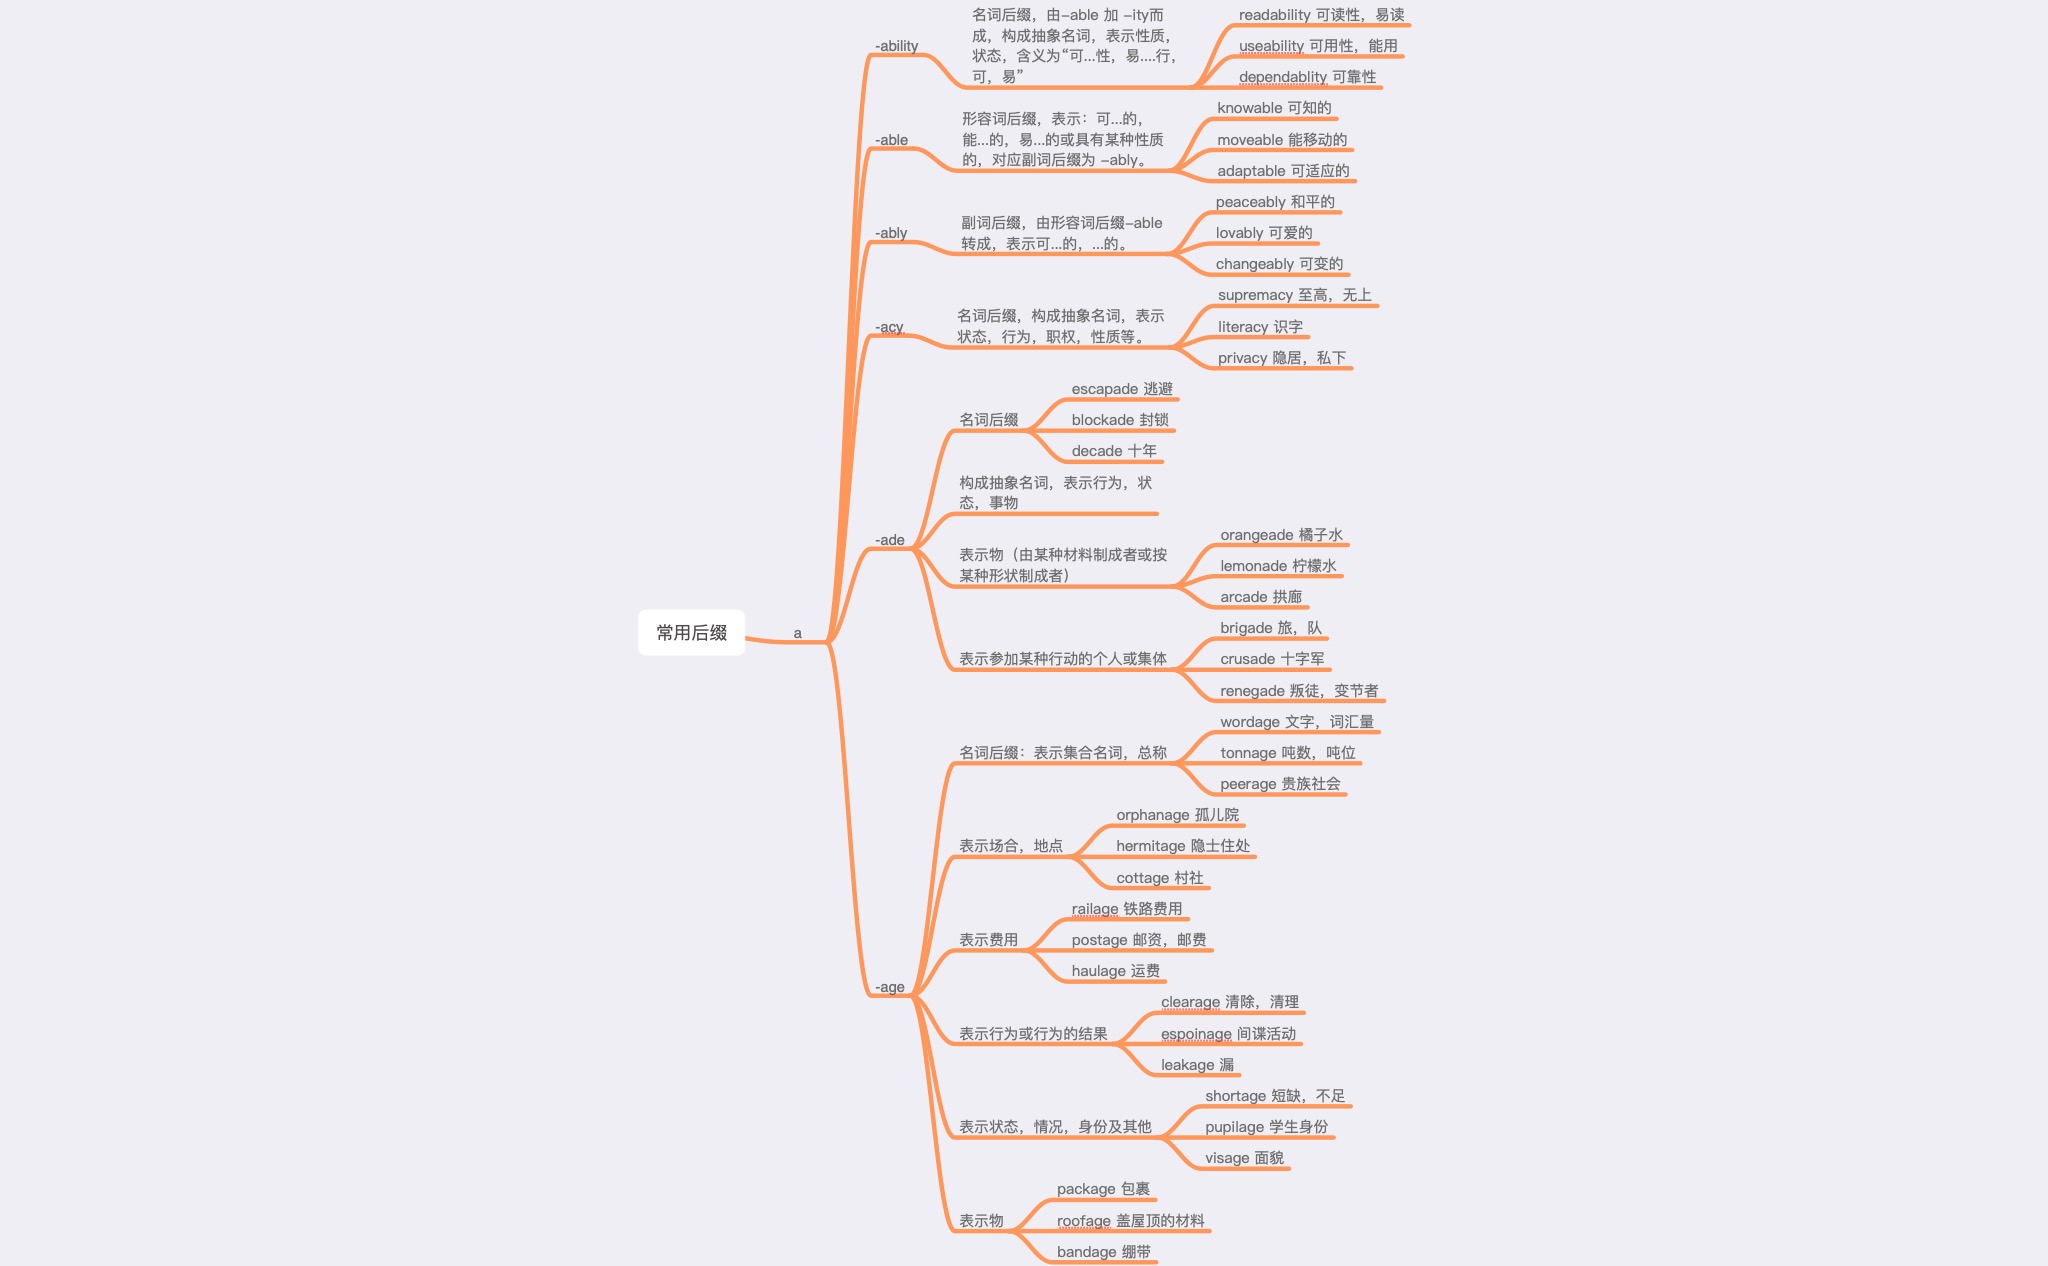 常用后缀
a
-ability
名词后缀，由-able 加 -ity而
成，构成抽象名词，表示性质，
状态，含义为“可...性，易....行，
可，易”
readability 可读性，易读
useability 可用性，能用
dependablity 可靠性
-able
形容词后缀，表示：可...的，
能...的，易...的或具有某种性质
的，对应副词后缀为 -ably。
knowable 可知的
moveable 能移动的
adaptable 可适应的
-ably
副词后缀，由形容词后缀-able
转成，表示可...的，...的。
peaceably 和平的
lovably 可爱的
changeably 可变的
-acy
名词后缀，构成抽象名词，表示
状态，行为，职权，性质等。
supremacy 至高，无上
literacy 识字
privacy 隐居，私下
-ade
名词后缀
escapade 逃避
blockade 封锁
decade 十年
构成抽象名词，表示行为，状
态，事物
表示物（由某种材料制成者或按
某种形状制成者）
orangeade 橘子水
lemonade 柠檬水
arcade 拱廊
表示参加某种行动的个人或集体
brigade 旅，队
crusade 十字军
renegade 叛徒，变节者
-age
名词后缀：表示集合名词，总称
wordage 文字，词汇量
tonnage 吨数，吨位
peerage 贵族社会
表示场合，地点
orphanage 孤儿院
hermitage 隐士住处
cottage 村社
表示费用
railage 铁路费用
postage 邮资，邮费
haulage 运费
表示行为或行为的结果
clearage 清除，清理
espoinage 间谍活动
leakage 漏
表示状态，情况，身份及其他
shortage 短缺，不足
pupilage 学生身份
visage 面貌
表示物
package 包裹
roofage 盖屋顶的材料
bandage 绷带